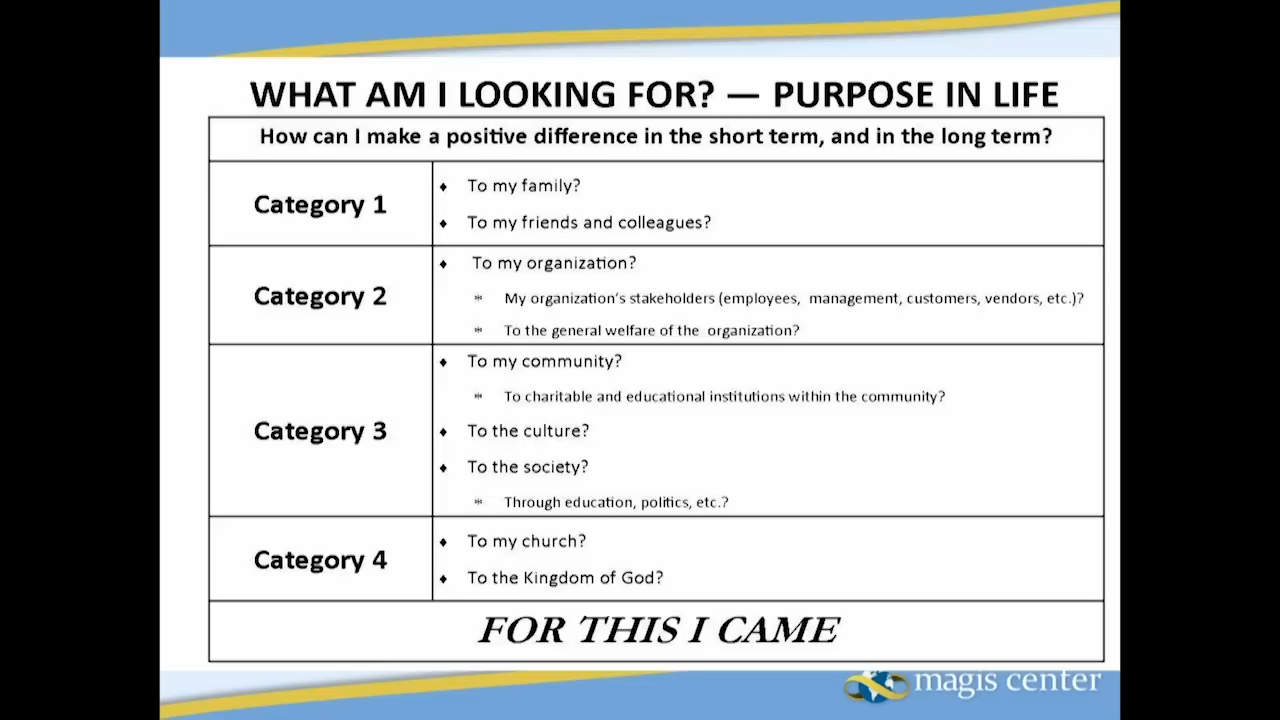 WHAT AM I LOOKING FOR? — PURPOSE IN LIFE
How can I make a positive difference in the short term, and in the long term?
Category 1
♦ To my family?
♦ To my friends and colleagues?
Category 2
♦ To my organization?
* My organization's stakeholders (employees, management, customers, vendors, etc.)?
* To the general welfare of the organization?
Category 3
♦ To my community?
* To charitable and educational institutions within the community?
♦ To the culture?
♦ To the society?
* Through education, politics, etc.?
Category 4
♦ To my church?
♦ To the Kingdom of God?
FOR THIS I CAME
magis center